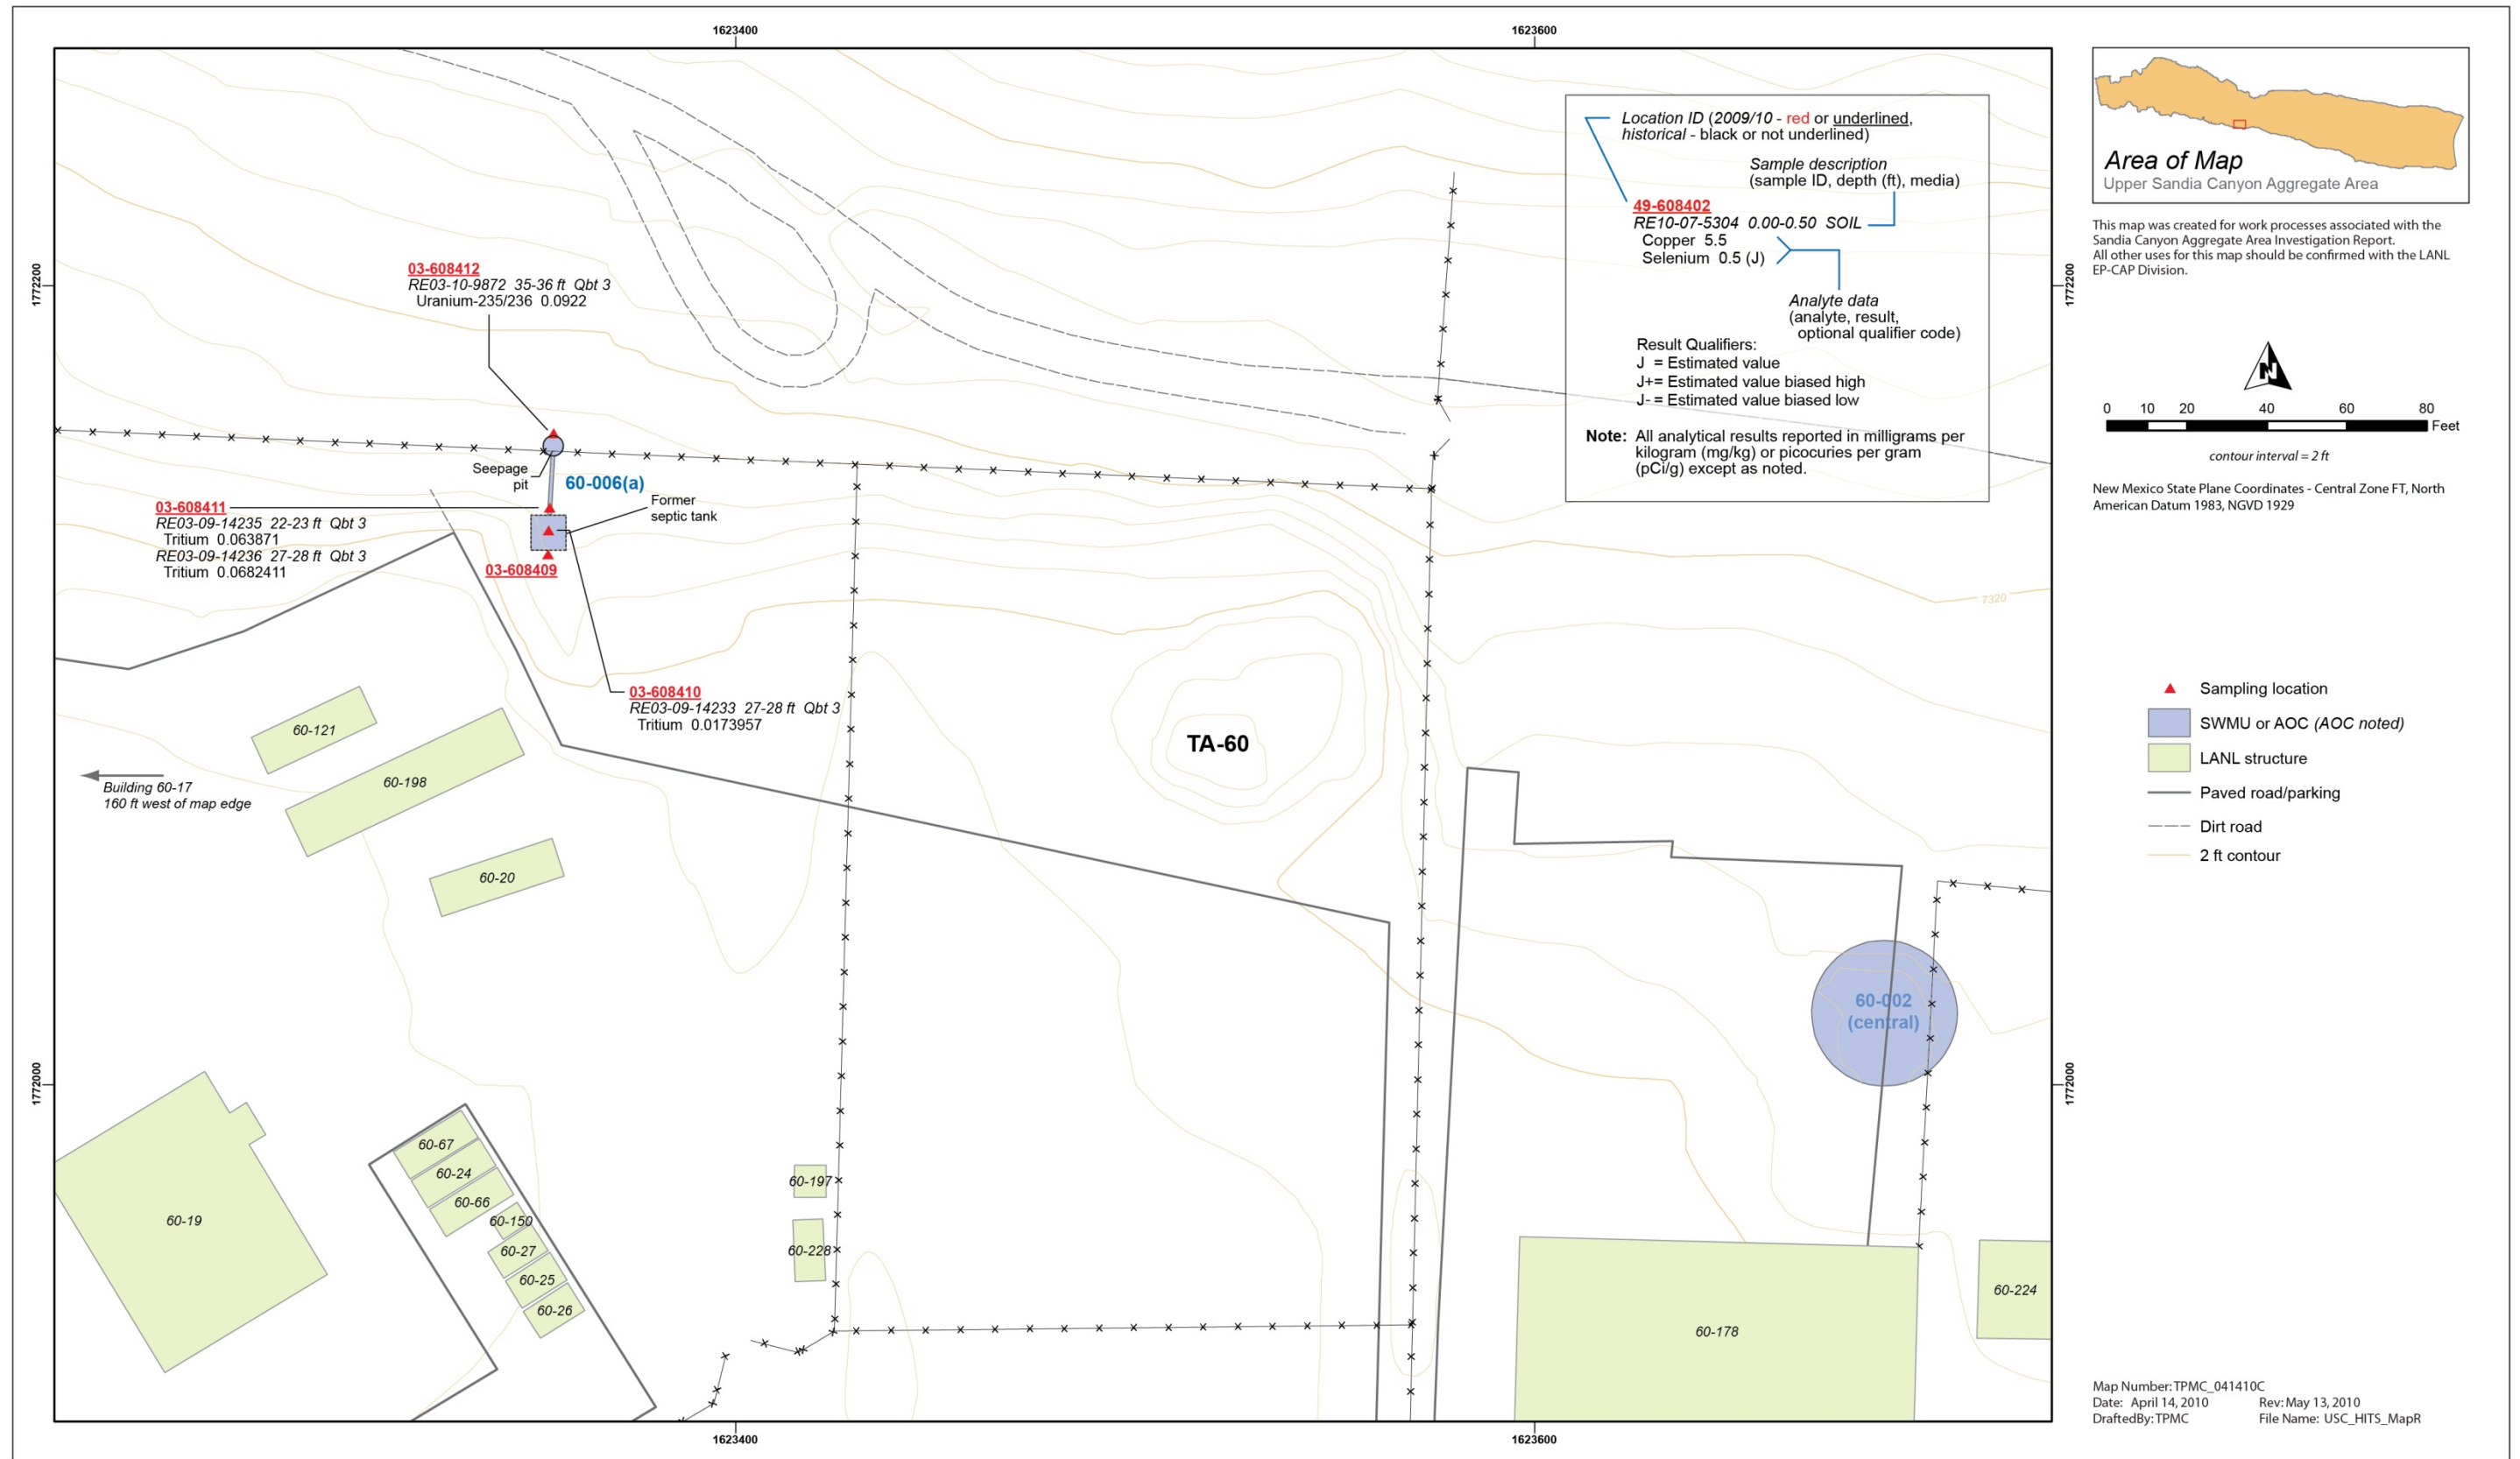 1623400
1623600
1772200
1772200
1772000
1772000
1623400
1623600
03-608412
RE03-10-9872 35-36 ft Qbt 3
Uranium-235/236 0.0922
Seepage
pit
60-006(a)
Former
septic tank
03-608411
RE03-09-14235 22-23 ft Qbt 3
Tritium 0.063871
RE03-09-14236 27-28 ft Qbt 3
Tritium 0.0682411
03-608409
03-608410
RE03-09-14233 27-28 ft Qbt 3
Tritium 0.0173957
60-121
60-198
Building 60-17
160 ft west of map edge
60-20
TA-60
7320
60-002
(central)
60-67
60-24
60-66
60-150
60-27
60-25
60-26
60-19
60-197
60-228
60-178
60-224
Location ID (2009/10 - red or underlined,
historical - black or not underlined)
Sample description
(sample ID, depth (ft), media)
49-608402
RE10-07-5304 0.00-0.50 SOIL
Copper 5.5
Selenium 0.5 (J)
Analyte data
(analyte, result,
optional qualifier code)
Result Qualifiers:
J = Estimated value
J+= Estimated value biased high
J- = Estimated value biased low
Note: All analytical results reported in milligrams per
kilogram (mg/kg) or picocuries per gram
(pCi/g) except as noted.
Area of Map
Upper Sandia Canyon Aggregate Area
This map was created for work processes associated with the
Sandia Canyon Aggregate Area Investigation Report.
All other uses for this map should be confirmed with the LANL
EP-CAP Division.
N
0 10 20 40 60 80
Feet
contour interval = 2 ft
New Mexico State Plane Coordinates - Central Zone FT, North
American Datum 1983, NGVD 1929
Sampling location
SWMU or AOC (AOC noted)
LANL structure
Paved road/parking
Dirt road
2 ft contour
Map Number: TPMC_041410C
Date: April 14, 2010 Rev: May 13, 2010
DraftedBy: TPMC File Name: USC_HITS_MapR